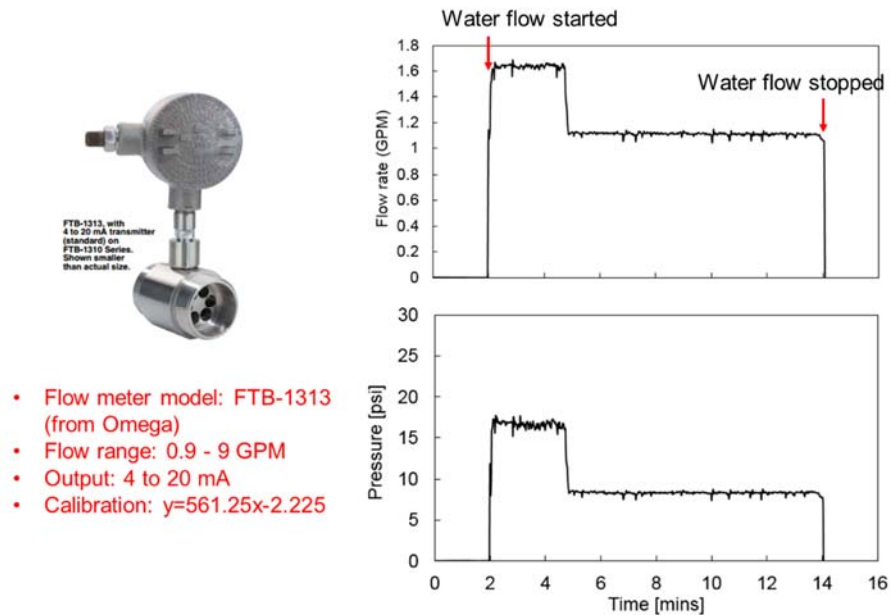 FTB-1313, with
4 to 20 mA transmitter
(standard) on
FTB-1310 Series.
Shown smaller
than actual size.
• Flow meter model: FTB-1313
(from Omega)
• Flow range: 0.9 - 9 GPM
• Output: 4 to 20 mA
• Calibration: y=561.25x-2.225
Water flow started
Water flow stopped
Flow rate (GPM)
1.8
1.6
1.4
1.2
1
0.8
0.6
0.4
0.2
0
Pressure [psi]
30
25
20
15
10
5
0
0 2 4 6 8 10 12 14 16
Time [mins]